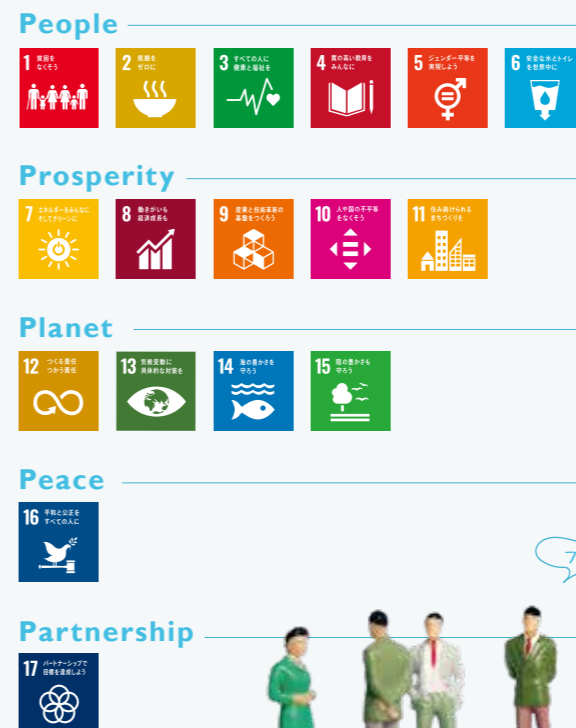 People
1 貧困を
なくそう
2 飢餓を
ゼロに
3 すべての人に
健康と福祉を
4 質の高い教育を
みんなに
5 ジェンダー平等を
実現しよう
6 安全な水とトイレ
を世界中に
Prosperity
7 エネルギーをみんなに
そしてクリーンに
8 働きがいも
経済成長も
9 産業と技術革新の
基盤をつくろう
10 人や国の不平等
をなくそう
11 住み続けられる
まちづくりを
Planet
12 つくる責任
つかう責任
13 気候変動に
具体的な対策を
14 海の豊かさを
守ろう
15 陸の豊かさも
守ろう
Peace
16 平和と公正を
すべての人に
Partnership
17 パートナーシップで
目標を達成しよう